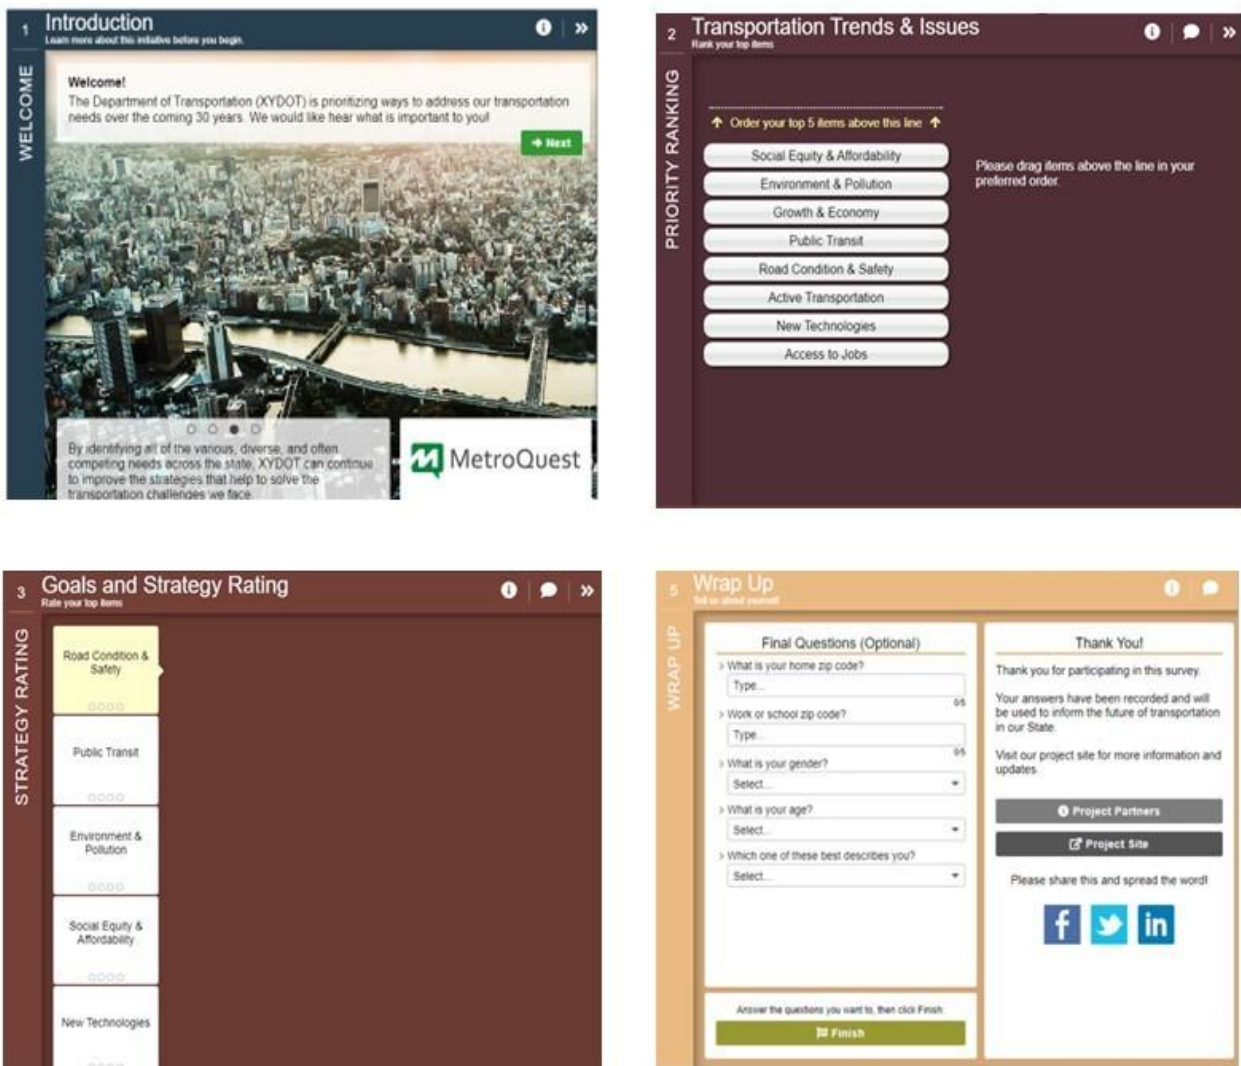 1
Introduction
Learn more about this initiative before you begin.
WELCOME
Welcome!
The Department of Transportation (XYDOT) is prioritizing ways to address our transportation
needs over the coming 30 years. We would like hear what is important to you!
Next
By identifying all of the various, diverse, and often
competing needs across the state, XYDOT can continue
to improve the strategies that help to solve the
transportation challenges we face.
MetroQuest
2
Transportation Trends & Issues
Rank your top items
PRIORITY RANKING
Order your top 5 items above this line
Social Equity & Affordability
Environment & Pollution
Growth & Economy
Public Transit
Road Condition & Safety
Active Transportation
New Technologies
Access to Jobs
Please drag items above the line in your
preferred order.
3
Goals and Strategy Rating
Rate your top items
STRATEGY RATING
Road Condition &
Safety
Public Transit
Environment &
Pollution
Social Equity &
Affordability
New Technologies
5
Wrap Up
Tell us about yourself
WRAP UP
Final Questions (Optional)
What is your home zip code?
Type...
0/5
Work or school zip code?
Type...
0/5
What is your gender?
Select...
What is your age?
Select...
Which one of these best describes you?
Select...
Answer the questions you want to, then click Finish
Finish
Thank You!
Thank you for participating in this survey.
Your answers have been recorded and will
be used to inform the future of transportation
in our State.
Visit our project site for more information and
updates.
Project Partners
Project Site
Please share this and spread the word!
f
in